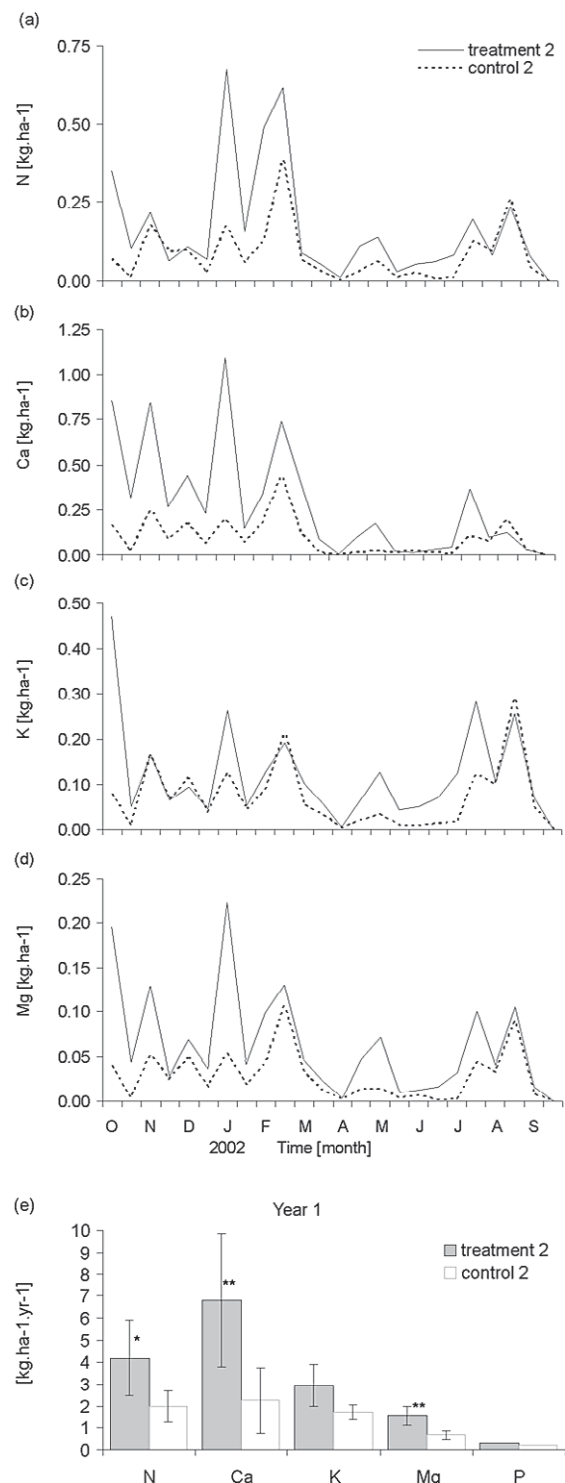 (a)
0.75
0.50
0.25
0.00
N [kg.ha-1]
treatment 2
control 2
(b)
1.25
1.00
0.75
0.50
0.25
0.00
Ca [kg.ha-1]
(c)
0.50
0.40
0.30
0.20
0.10
0.00
K [kg.ha-1]
(d)
0.25
0.20
0.15
0.10
0.05
0.00
Mg [kg.ha-1]
O N D J F M A M J J A S
2002 Time [month]
(e) Year 1
10
9
8
7
6
5
4
3
2
1
0
[kg.ha-1.yr-1]
treatment 2
control 2
* ** **
N Ca K Mg P